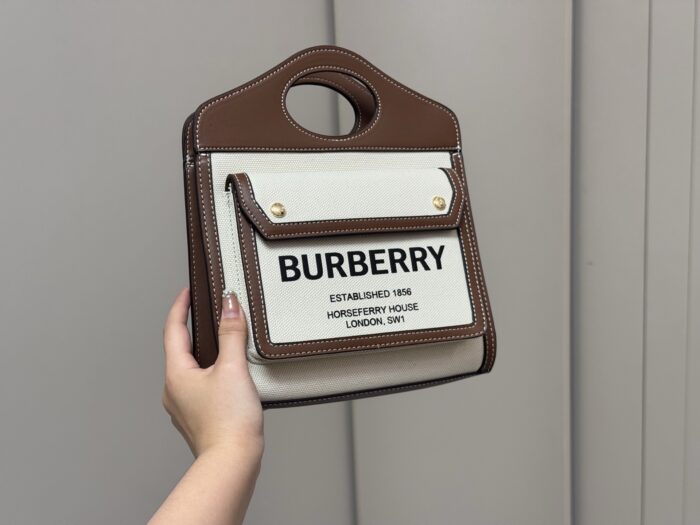 BURBERRY
ESTABLISHED 1856
HORSEFERRY HOUSE
LONDON, SW1